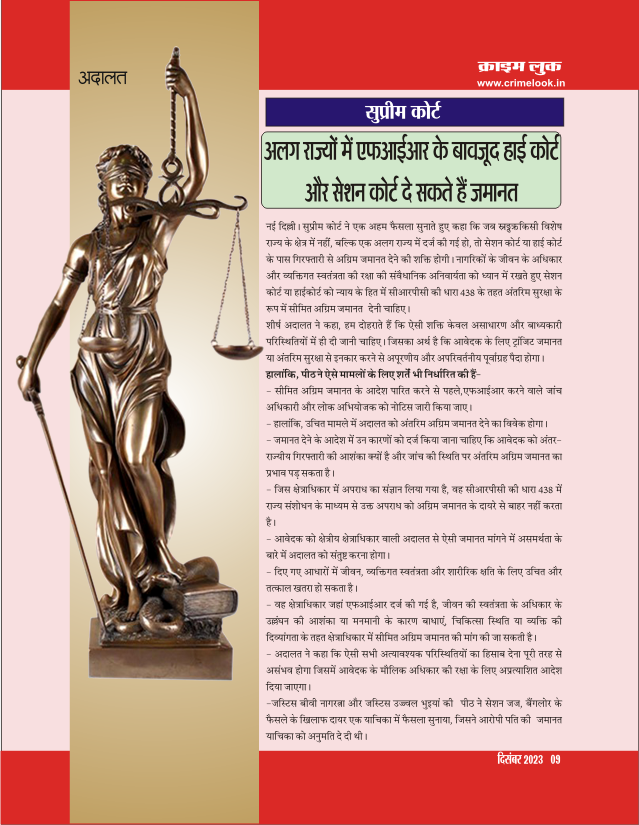 अदालत
क्राइम लुक
www.crimelook.in
सुप्रीम कोर्ट
अलग राज्यों में एफआईआर के बावजूद हाई कोर्ट
और सेशन कोर्ट दे सकते हैं जमानत
नई दिल्ली। सुप्रीम कोर्ट ने एक अहम फैसला सुनाते हुए कहा कि जब किसी विशेष
राज्य के क्षेत्र में नहीं, बल्कि एक अलग राज्य में दर्ज की गई हो, तो सेशन कोर्ट या हाई कोर्ट
के पास गिरफ्तारी से अग्रिम जमानत देने की शक्ति होगी। नागरिकों के जीवन के अधिकार
और व्यक्तिगत स्वतंत्रता की रक्षा की संवैधानिक अनिवार्यता को ध्यान में रखते हुए सेशन
कोर्ट या हाईकोर्ट को न्याय के हित में सीआरपीसी की धारा 438 के तहत अंतरिम सुरक्षा के
रूप में सीमित अग्रिम जमानत देनी चाहिए।
शीर्ष अदालत ने कहा, हम दोहराते हैं कि ऐसी शक्ति केवल असाधारण और बाध्यकारी
परिस्थितियों में ही दी जानी चाहिए। जिसका अर्थ है कि आवेदक के लिए ट्रांजिट जमानत
या अंतरिम सुरक्षा से इनकार करने से अपूरणीय और अपरिवर्तनीय पूर्वाग्रह पैदा होगा।
हालांकि, पीठ ने ऐसे मामलों के लिए शर्तें भी निर्धारित की हैं-
- सीमित अग्रिम जमानत के आदेश पारित करने से पहले,एफआईआर करने वाले जांच
अधिकारी और लोक अभियोजक को नोटिस जारी किया जाए।
- हालांकि, उचित मामले में अदालत को अंतरिम अग्रिम जमानत देने का विवेक होगा।
- जमानत देने के आदेश में उन कारणों को दर्ज किया जाना चाहिए कि आवेदक को अंतर-
राज्यीय गिरफ्तारी की आशंका क्यों है और जांच की स्थिति पर अंतरिम अग्रिम जमानत का
प्रभाव पड़ सकता है।
- जिस क्षेत्राधिकार में अपराध का संज्ञान लिया गया है, वह सीआरपीसी की धारा 438 में
राज्य संशोधन के माध्यम से उक्त अपराध को अग्रिम जमानत के दायरे से बाहर नहीं करता
है।
- आवेदक को क्षेत्रीय क्षेत्राधिकार वाली अदालत से ऐसी जमानत मांगने में असमर्थता के
बारे में अदालत को संतुष्ट करना होगा।
- दिए गए आधारों में जीवन, व्यक्तिगत स्वतंत्रता और शारीरिक क्षति के लिए उचित और
तत्काल खतरा हो सकता है।
- वह क्षेत्राधिकार जहां एफआईआर दर्ज की गई है, जीवन की स्वतंत्रता के अधिकार के
उल्लंघन की आशंका या मनमानी के कारण बाधाएं, चिकित्सा स्थिति या व्यक्ति की
दिव्यांगता के तहत क्षेत्राधिकार में सीमित अग्रिम जमानत की मांग की जा सकती है।
- अदालत ने कहा कि ऐसी सभी अत्यावश्यक परिस्थितियों का हिसाब देना पूरी तरह से
असंभव होगा जिसमें आवेदक के मौलिक अधिकार की रक्षा के लिए अप्रत्याशित आदेश
दिया जाएगा।
-जस्टिस बीवी नागरत्ना और जस्टिस उज्ज्वल भुइयां की पीठ ने सेशन जज, बैंगलोर के
फैसले के खिलाफ दायर एक याचिका में फैसला सुनाया, जिसने आरोपी पति की जमानत
याचिका को अनुमति दे दी थी।
दिसंबर 2023 09